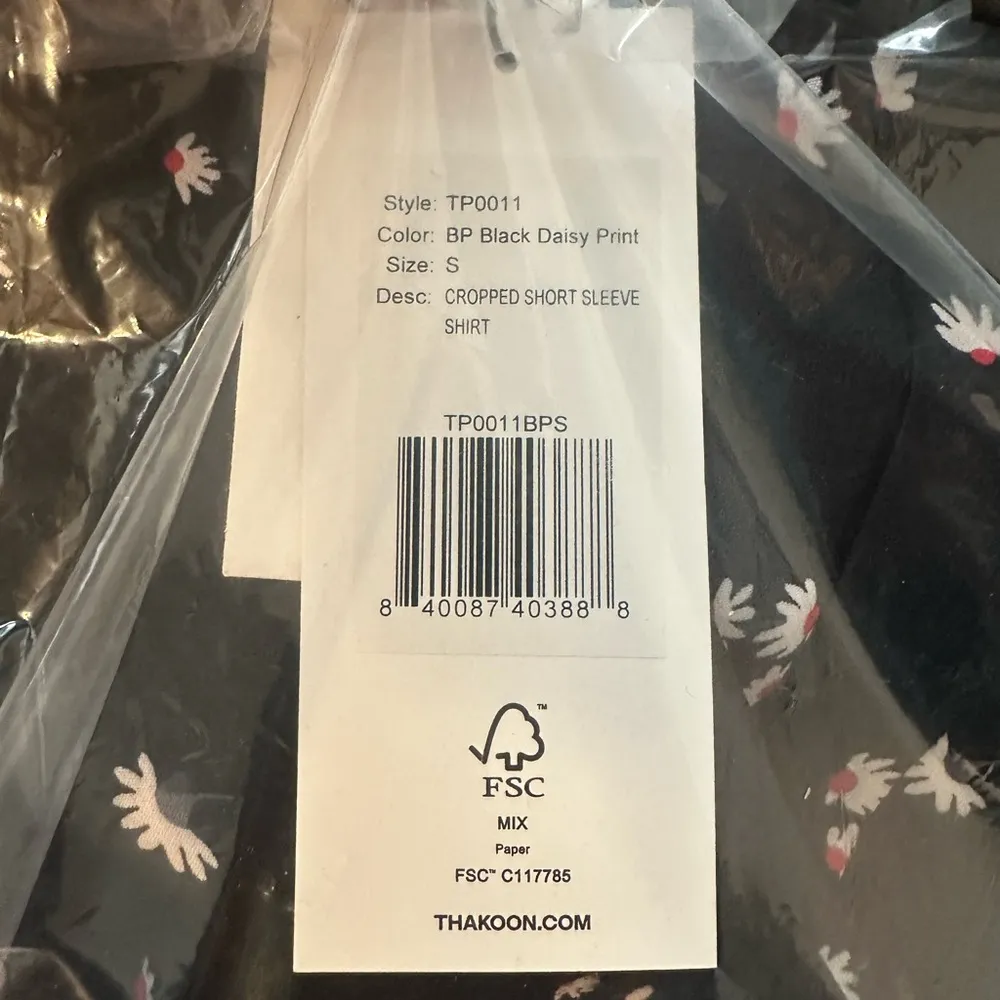 Style: TP0011
Color: BP Black Daisy Print
Size: S
Desc: CROPPED SHORT SLEEVE
SHIRT
TP0011BPS
8 40087 40388 8
TM
FSC
MIX
Paper
FSC™ C117785
THAKOON.COM